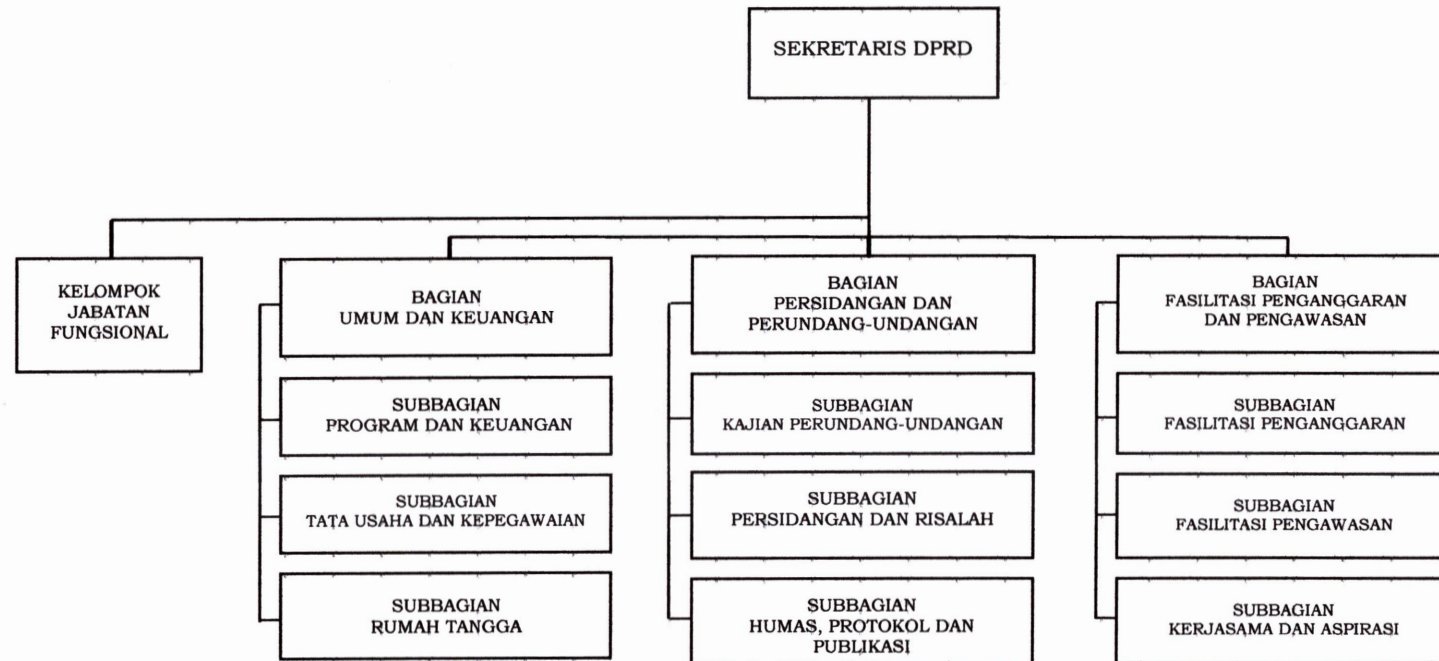 SEKRETARIS DPRD
KELOMPOK
JABATAN
FUNGSIONAL
BAGIAN
UMUM DAN KEUANGAN
SUBBAGIAN
PROGRAM DAN KEUANGAN
SUBBAGIAN
TATA USAHA DAN KEPEGAWAIAN
SUBBAGIAN
RUMAH TANGGA
BAGIAN
PERSIDANGAN DAN
PERUNDANG-UNDANGAN
SUBBAGIAN
KAJIAN PERUNDANG-UNDANGAN
SUBBAGIAN
PERSIDANGAN DAN RISALAH
SUBBAGIAN
HUMAS, PROTOKOL DAN
PUBLIKASI
BAGIAN
FASILITASI PENGANGGARAN
DAN PENGAWASAN
SUBBAGIAN
FASILITASI PENGANGGARAN
SUBBAGIAN
FASILITASI PENGAWASAN
SUBBAGIAN
KERJASAMA DAN ASPIRASI